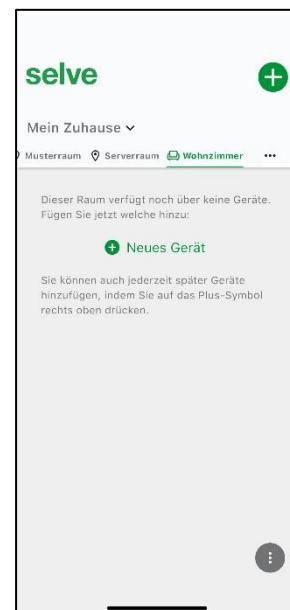 selve
Mein Zuhause
Musterraum Serverraum Wohnzimmer
Dieser Raum verfügt noch über keine Geräte.
Fügen Sie jetzt welche hinzu:
Neues Gerät
Sie können auch jederzeit später Geräte
hinzufügen, indem Sie auf das Plus-Symbol
rechts oben drücken.